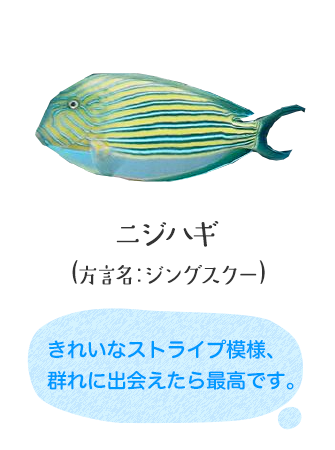 ニジハギ
(方言名:ジングスクー)
きれいなストライプ模様、
群れに出会えたら最高です。